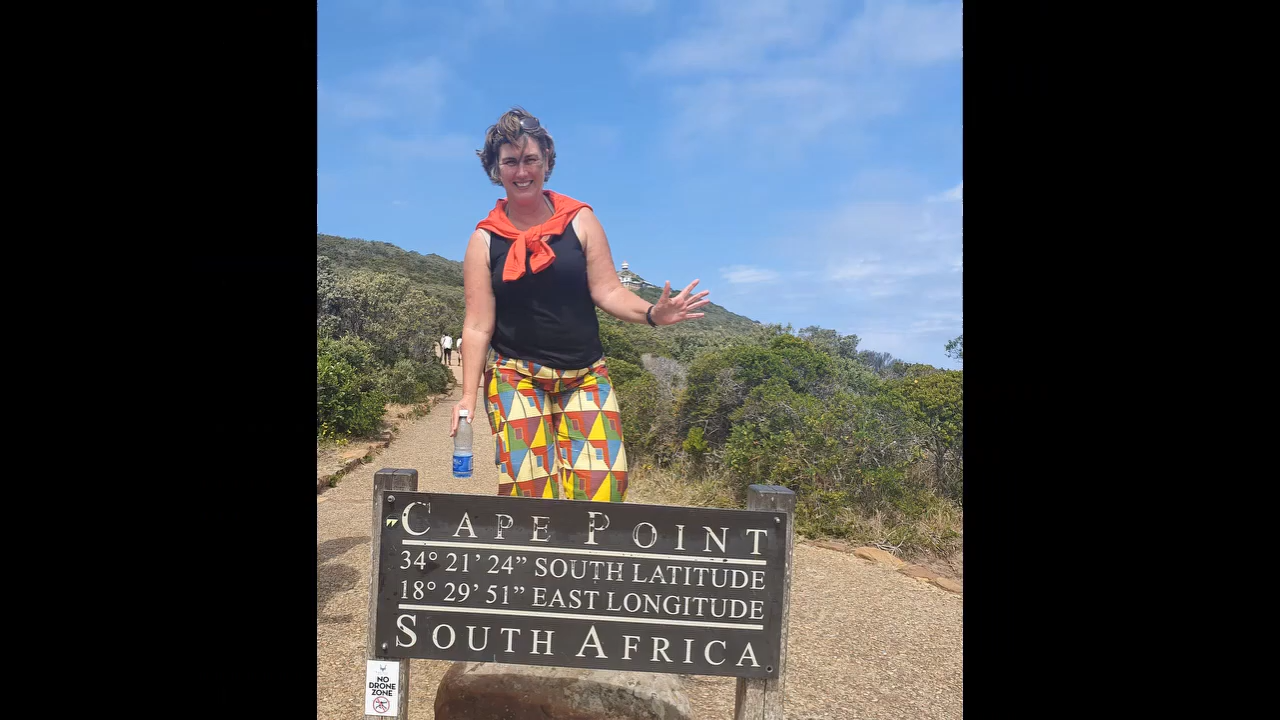 CAPE POINT
34° 21' 24” SOUTH LATITUDE
18° 29' 51” EAST LONGITUDE
SOUTH AFRICA
NO
DRONE
ZONE